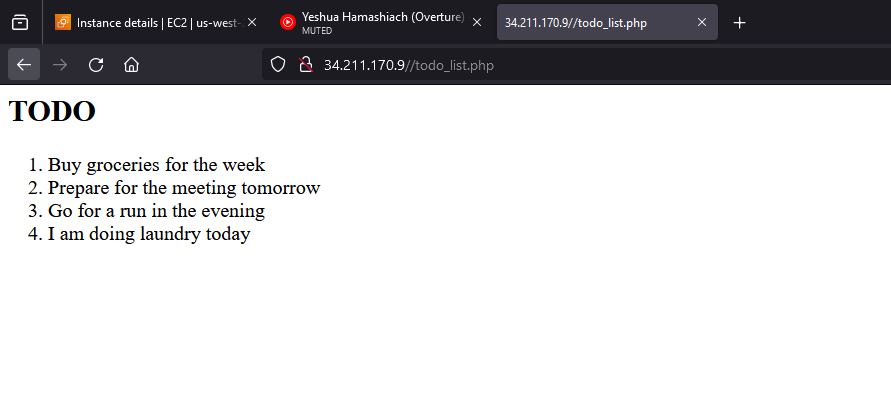 Instance details | EC2 | us-west-
Yeshua Hamashiach (Overture)
MUTED
34.211.170.9//todo_list.php
34.211.170.9//todo_list.php
TODO
1. Buy groceries for the week
2. Prepare for the meeting tomorrow
3. Go for a run in the evening
4. I am doing laundry today